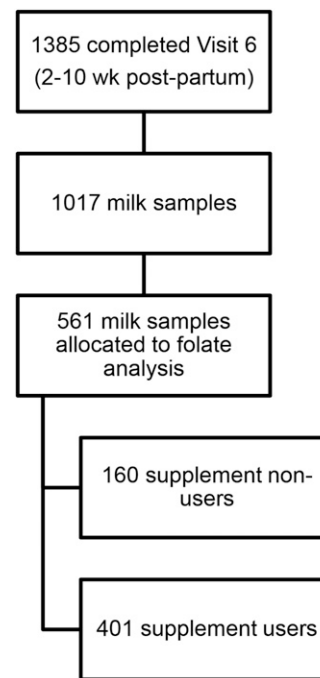 1385 completed Visit 6
(2-10 wk post-partum)
1017 milk samples
561 milk samples
allocated to folate
analysis
160 supplement non-
users
401 supplement users